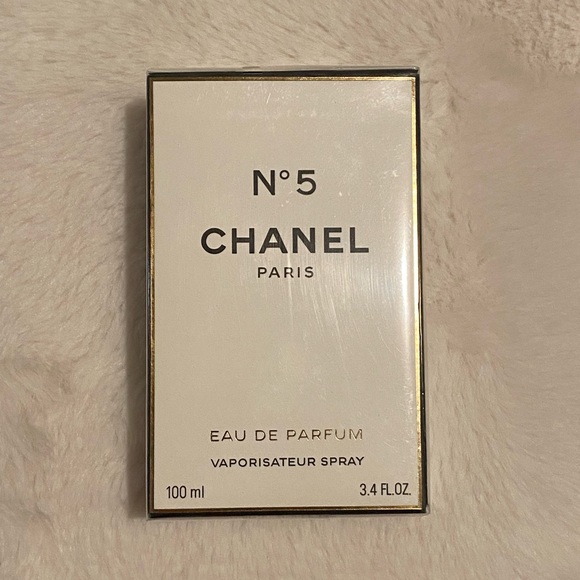 N°5
CHANEL
PARIS
EAU DE PARFUM
VAPORISATEUR SPRAY
100 ml 3.4 FL.OZ.